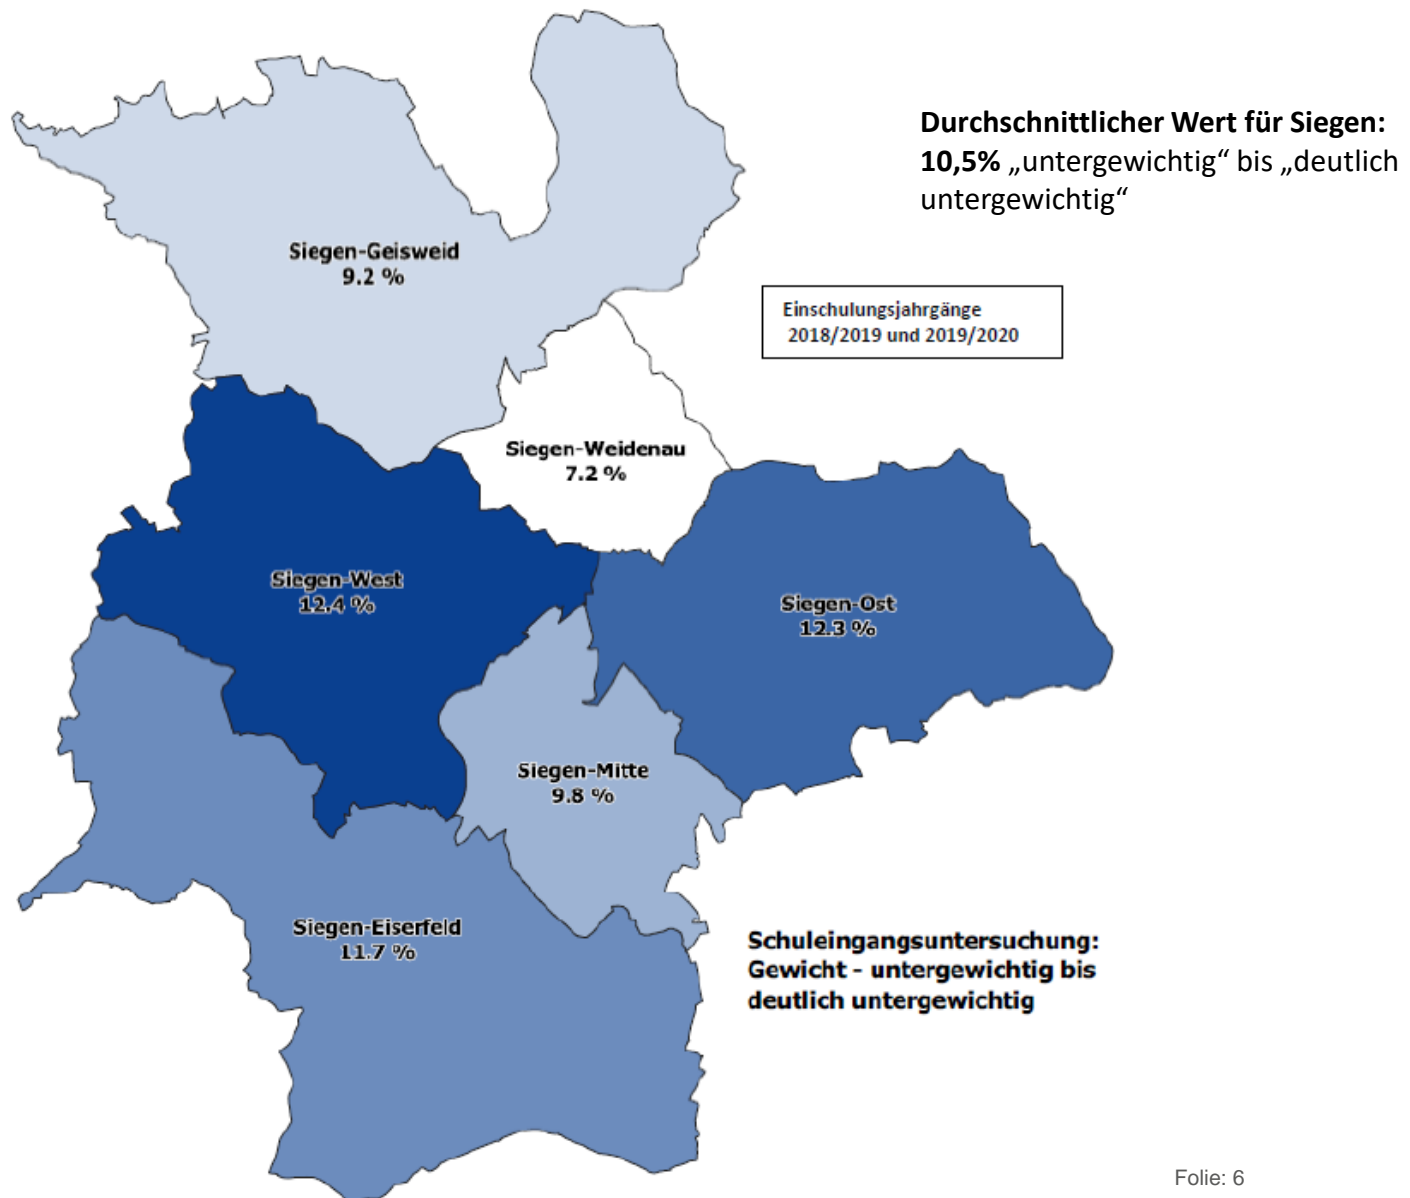 Durchschnittlicher Wert für Siegen:
10,5% „untergewichtig“ bis „deutlich
untergewichtig“
Siegen-Geisweid
9.2 %
Einschulungsjahrgänge
2018/2019 und 2019/2020
Siegen-Weidenau
7.2 %
Siegen-West
12.4 %
Siegen-Ost
12.3 %
Siegen-Mitte
9.8 %
Siegen-Eiserfeld
11.7 %
Schuleingangsuntersuchung:
Gewicht - untergewichtig bis
deutlich untergewichtig
Folie: 6